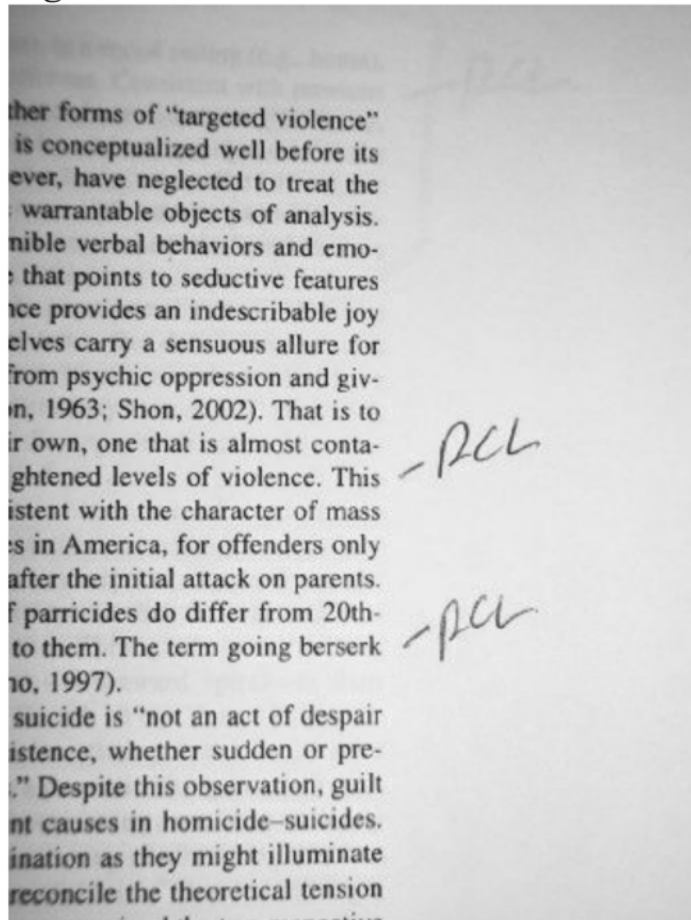 ther forms of “targeted violence”
is conceptualized well before its
ever, have neglected to treat the
warrantable objects of analysis.
nible verbal behaviors and emo-
that points to seductive features
nce provides an indescribable joy
elves carry a sensuous allure for
from psychic oppression and giv-
on, 1963; Shon, 2002). That is to
ir own, one that is almost conta-
ghtened levels of violence. This
- RCL
istent with the character of mass
es in America, for offenders only
after the initial attack on parents.
f parricides do differ from 20th-
to them. The term going berserk
- RCL
no, 1997).
suicide is “not an act of despair
istence, whether sudden or pre-
.” Despite this observation, guilt
nt causes in homicide–suicides.
ination as they might illuminate
reconcile the theoretical tension